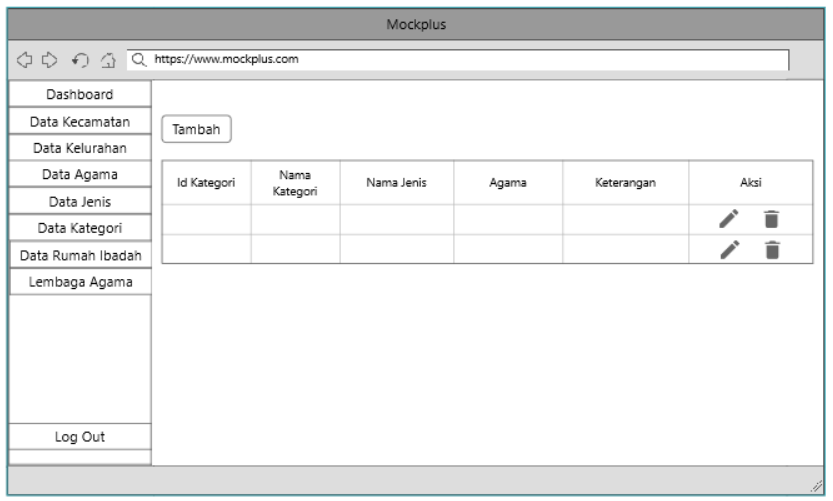 Mockplus
https://www.mockplus.com
Dashboard
Data Kecamatan
Data Kelurahan
Data Agama
Data Jenis
Data Kategori
Data Rumah Ibadah
Lembaga Agama
Log Out
Tambah
Id Kategori
Nama
Kategori
Nama Jenis
Agama
Keterangan
Aksi